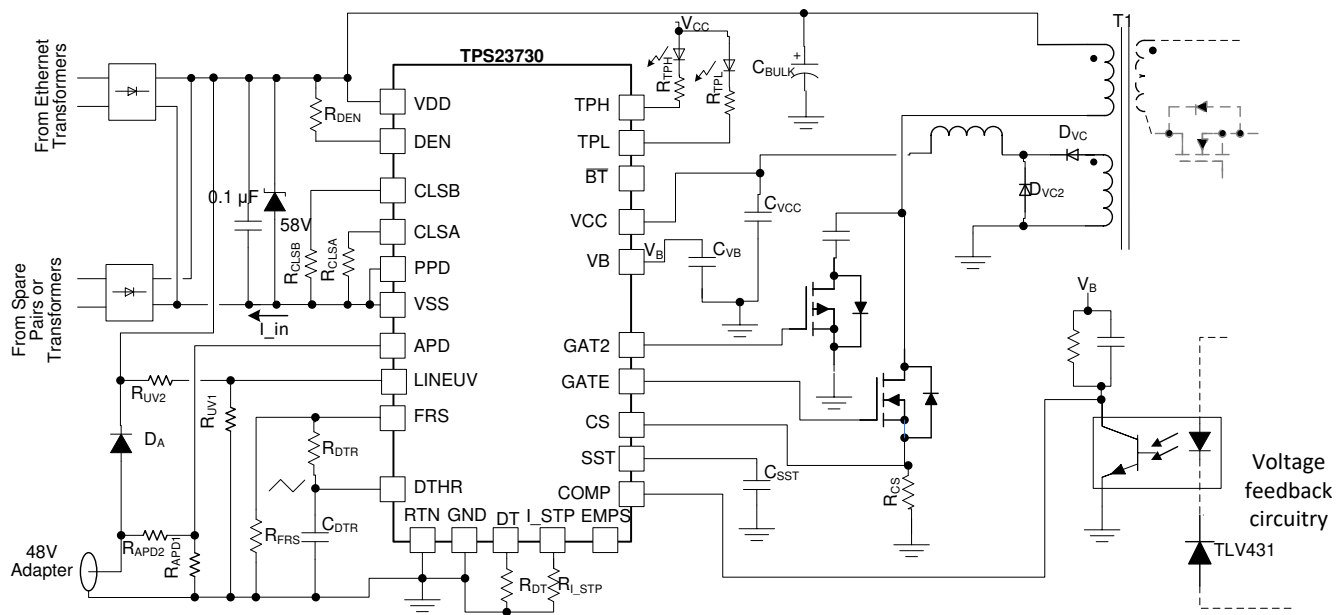 From Ethernet
Transformers
From Spare
Pairs or
Transformers
48V
Adapter
TPS23730
VDD
DEN
CLSB
CLSA
PPD
VSS
APD
LINEUV
FRS
DTHR
RTN
GND
DT
I_STP
EMPS
TPH
TPL
BT
VCC
VB
GAT2
GATE
CS
SST
COMP
RDEN
0.1 µF
58V
RCLSB
RCLSA
I_in
RUV2
RUV1
DA
RAPD2
RAPD1
RFRS
RDTR
CDTR
RDT
RI_STP
VCC
RTPH
RTPL
CBULK
T1
DVC
DVC2
CVCC
VB
CVB
CSST
RCS
VB
Voltage
feedback
circuitry
TLV431